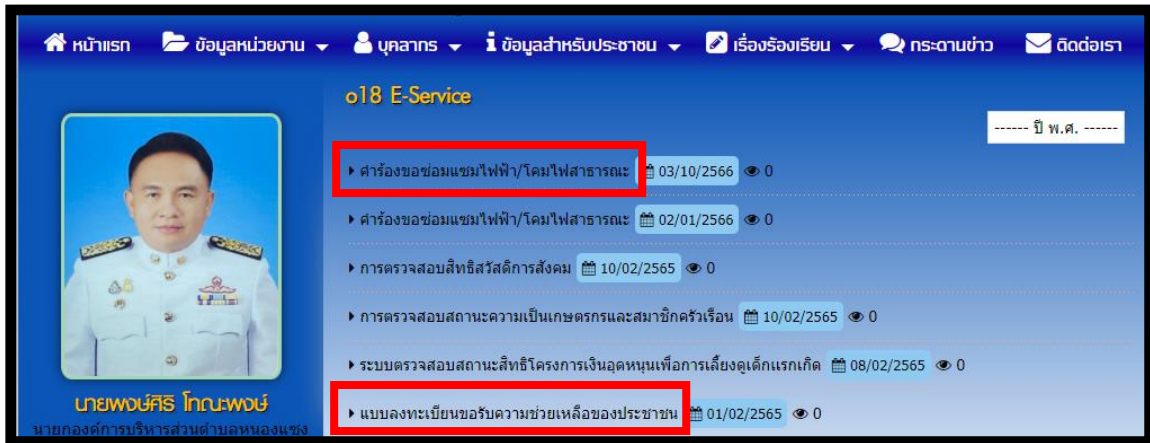 หน้าแรก ข้อมูลหน่วยงาน บุคลากร ข้อมูลสำหรับประชาชน เรื่องร้องเรียน กระดานข่าว ติดต่อเรา
o18 E-Service
------ ปี พ.ศ. ------
คำร้องขอซ่อมแซมไฟฟ้า/โคมไฟสาธารณะ 03/10/2566 0
คำร้องขอซ่อมแซมไฟฟ้า/โคมไฟสาธารณะ 02/01/2566 0
การตรวจสอบสิทธิสวัสดิการสังคม 10/02/2565 0
การตรวจสอบสถานะความเป็นเกษตรกรและสมาชิกครัวเรือน 10/02/2565 0
ระบบตรวจสอบสถานะสิทธิโครงการเงินอุดหนุนเพื่อการเลี้ยงดูเด็กแรกเกิด 08/02/2565 0
แบบลงทะเบียนขอรับความช่วยเหลือของประชาชน 01/02/2565 0
นายพงษ์ศิริ โทณะพงษ์
นายกองค์การบริหารส่วนตำบลหนองแซง